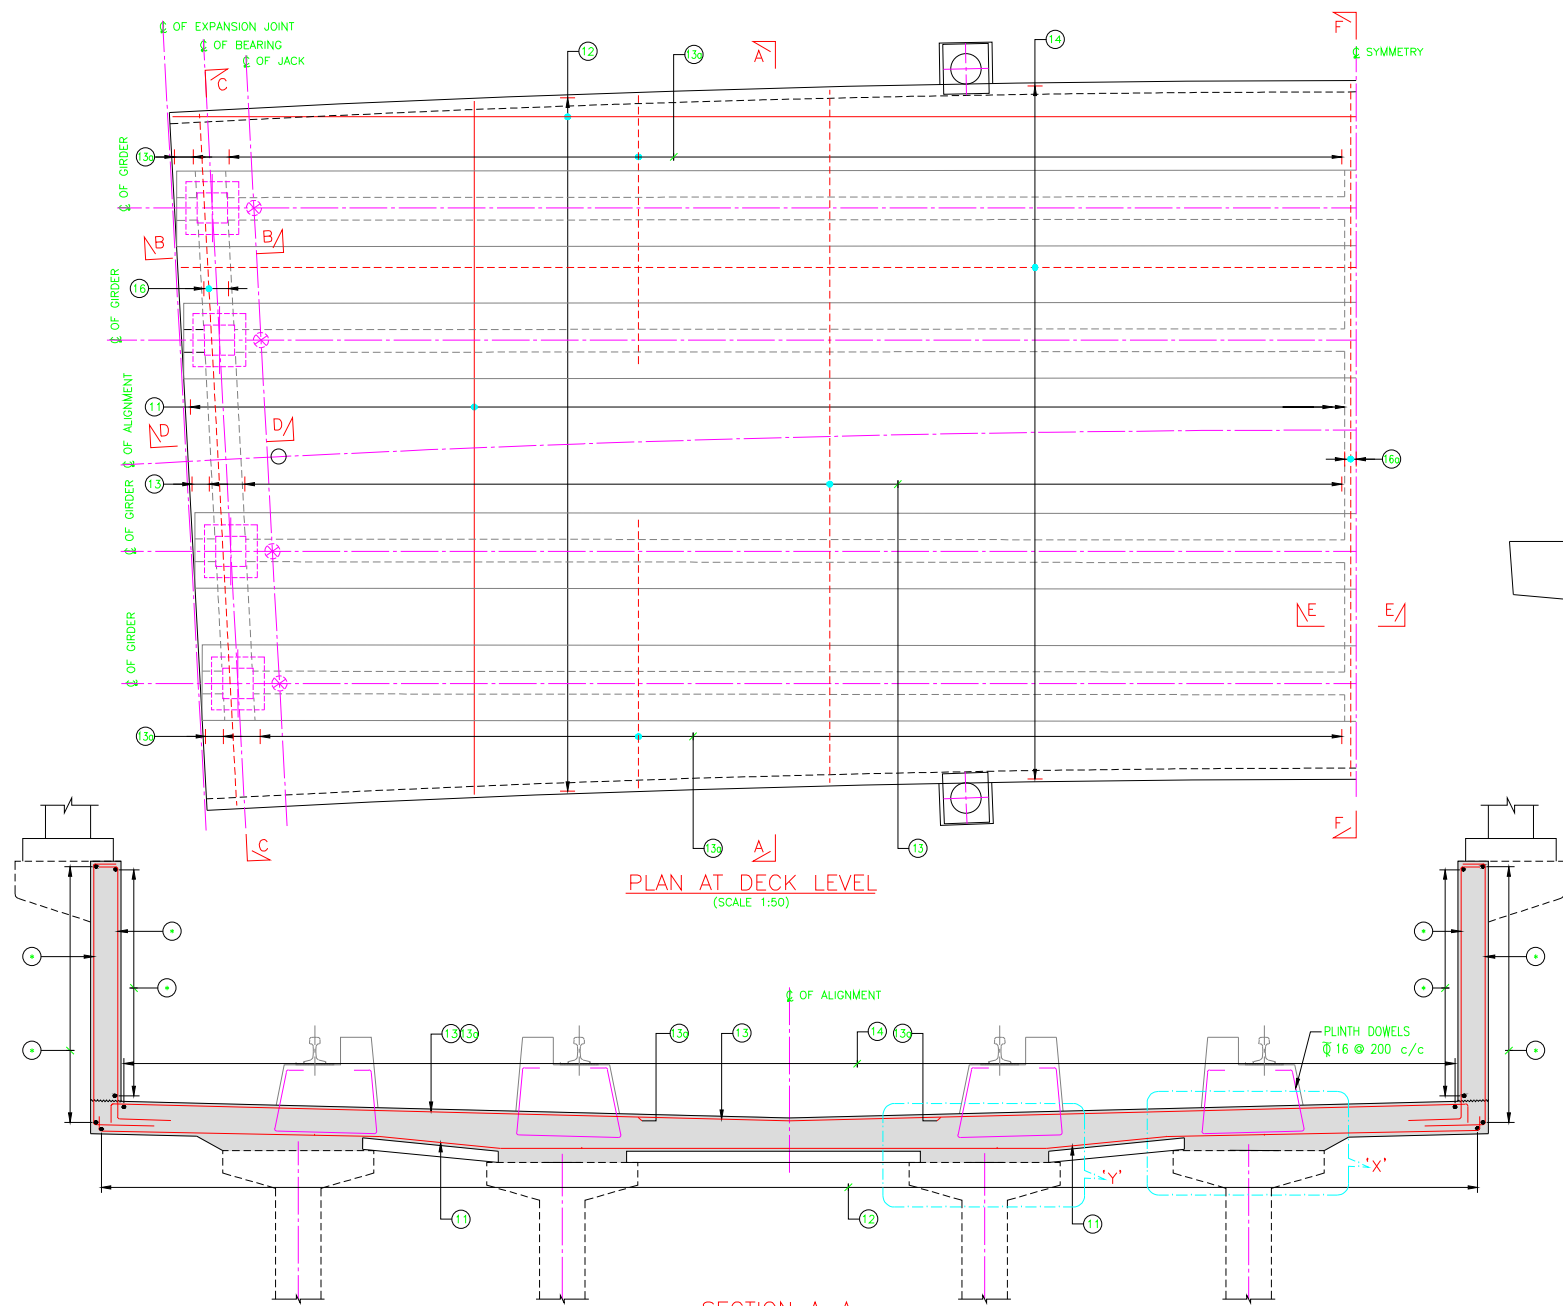 ℄ OF EXPANSION JOINT
℄ OF BEARING
℄ OF JACK
C
12
13a
A
14
F
℄ SYMMETRY
13a
℄ OF GIRDER
B
B
16
℄ OF GIRDER
11
℄ OF ALIGNMENT
D
D
16a
13
℄ OF GIRDER
E
E
℄ OF GIRDER
13a
C
13a
A
13
F
PLAN AT DECK LEVEL
(SCALE 1:50)
*
*
*
*
*
*
*
*
℄ OF ALIGNMENT
13
13a
13a
13
14
13a
PLINTH DOWELS
16 @ 200 c/c
'Y'
'X'
11
12
11
SECTION A-A